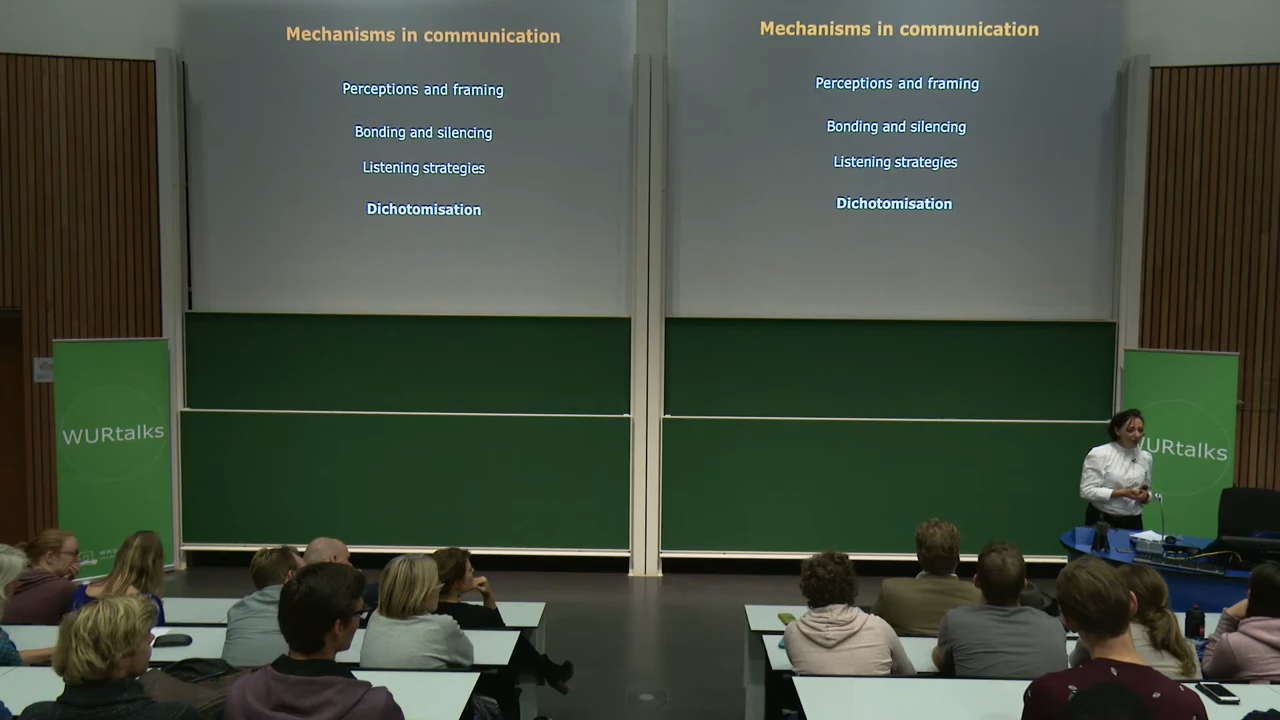 Mechanisms in communication
Perceptions and framing
Bonding and silencing
Listening strategies
Dichotomisation
Mechanisms in communication
Perceptions and framing
Bonding and silencing
Listening strategies
Dichotomisation
WURtalks
WURtalks